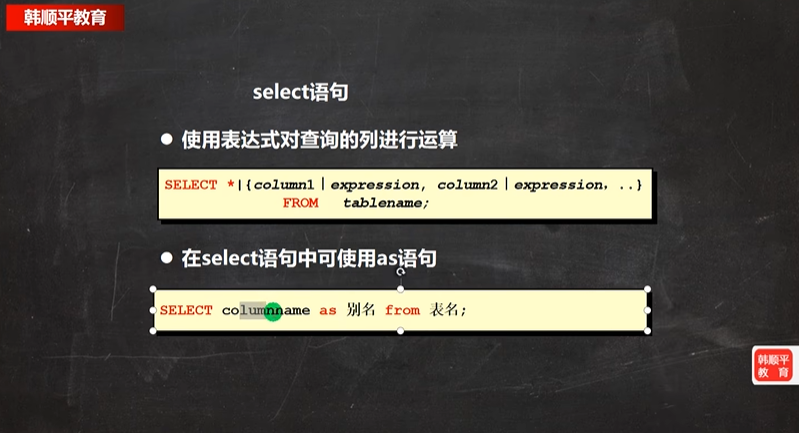 韩顺平教育
select语句
● 使用表达式对查询的列进行运算
SELECT *|{column1|expression, column2|expression, ..}
FROM tablename;
● 在select语句中可使用as语句
SELECT columnname as 别名 from 表名;
韩顺平
教 育